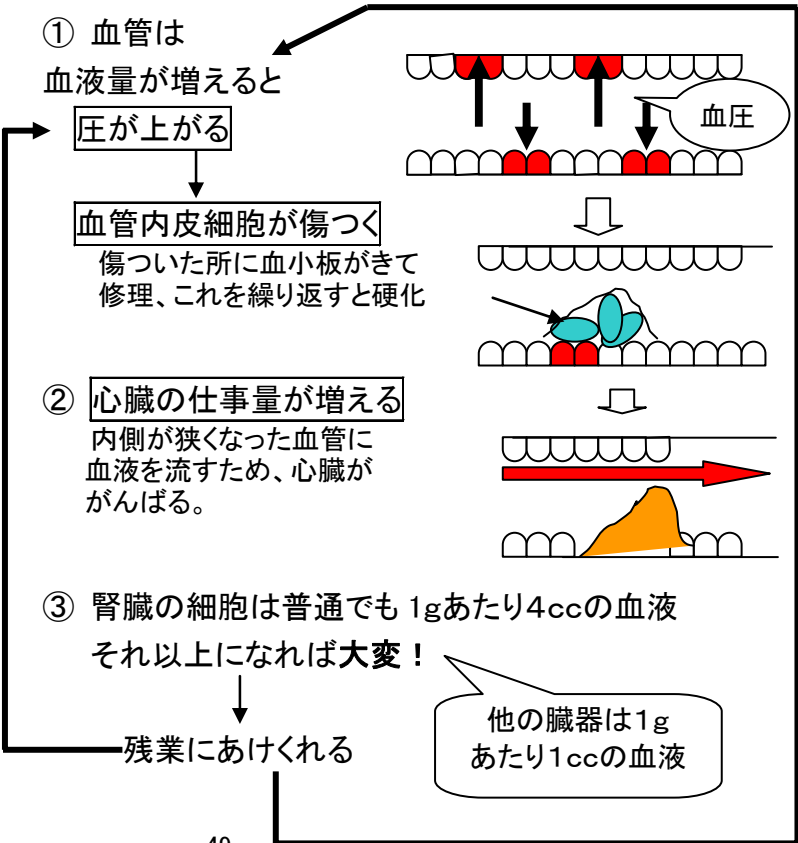 ① 血管は
血液量が増えると
圧が上がる
血圧
血管内皮細胞が傷つく
傷ついた所に血小板がきて
修理、これを繰り返すと硬化
② 心臓の仕事量が増える
内側が狭くなった血管に
血液を流すため、心臓が
がんばる。
③ 腎臓の細胞は普通でも 1gあたり4ccの血液
それ以上になれば大変！
他の臓器は1g
あたり1ccの血液
残業にあけくれる